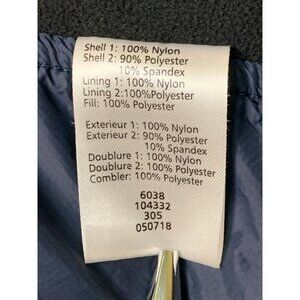 Shell 1: 100% Nylon
Shell 2: 90% Polyester
10% Spandex
Lining 1: 100% Nylon
Lining 2:100%Polyester
Fill: 100% Polyester
Exterieur 1: 100% Nylon
Exterieur 2: 90% Polyester
10% Spandex
Doublure 1: 100% Nylon
Doublure 2: 100% Polyester
Combler: 100% Polyester
6038
104332
305
050718